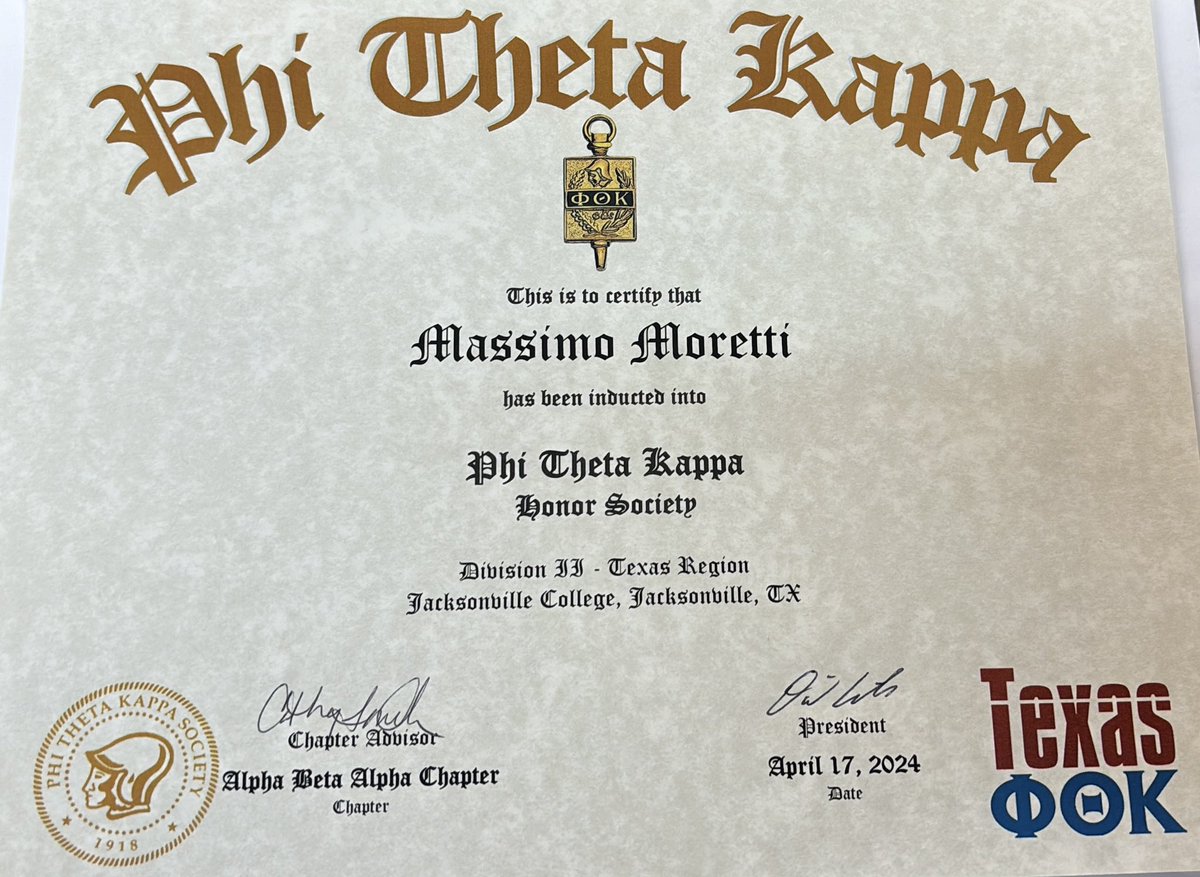 Phi Theta Kappa
ΦΘΚ
This is to certify that
Massimo Moretti
has been inducted into
Phi Theta Kappa
Honor Society
Division II - Texas Region
Jacksonville College, Jacksonville, TX
Chapter Advisor
Alpha Beta Alpha Chapter
Chapter
President
April 17, 2024
Date
PHI THETA KAPPA SOCIETY
1918
Texas
ΦΘΚ